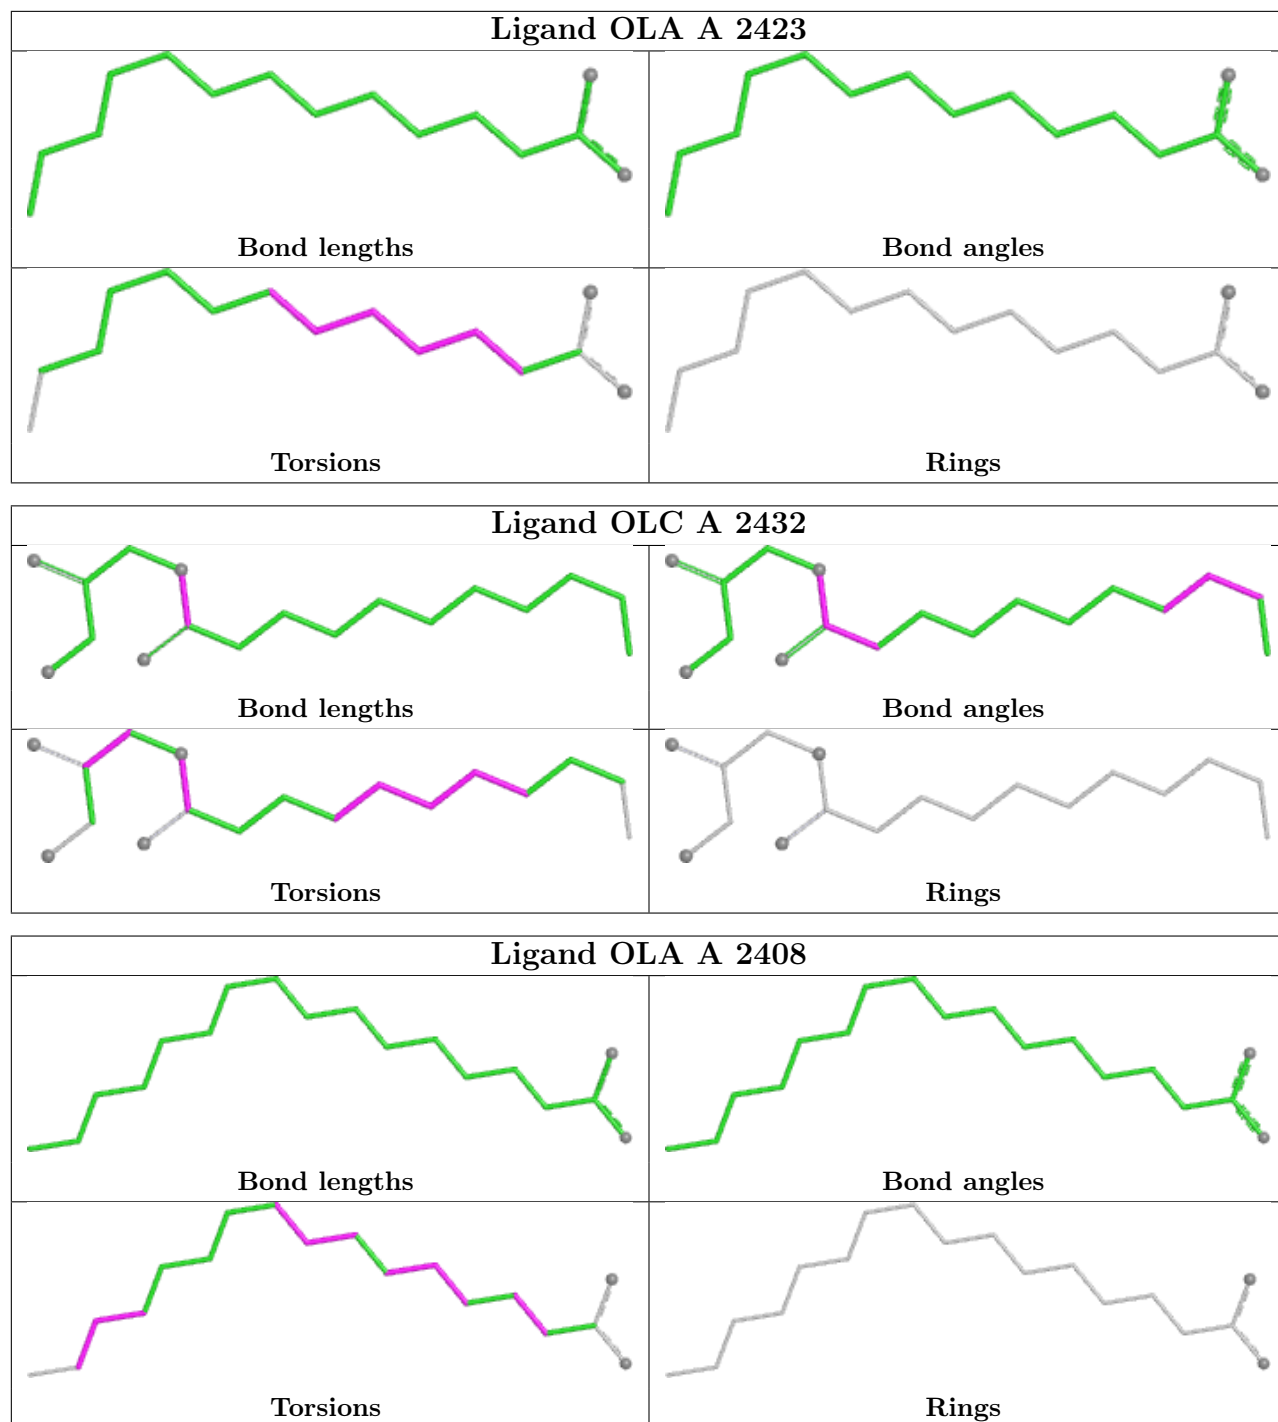 Ligand OLA A 2423
Bond lengths
Bond angles
Torsions
Rings
Ligand OLC A 2432
Bond lengths
Bond angles
Torsions
Rings
Ligand OLA A 2408
Bond lengths
Bond angles
Torsions
Rings